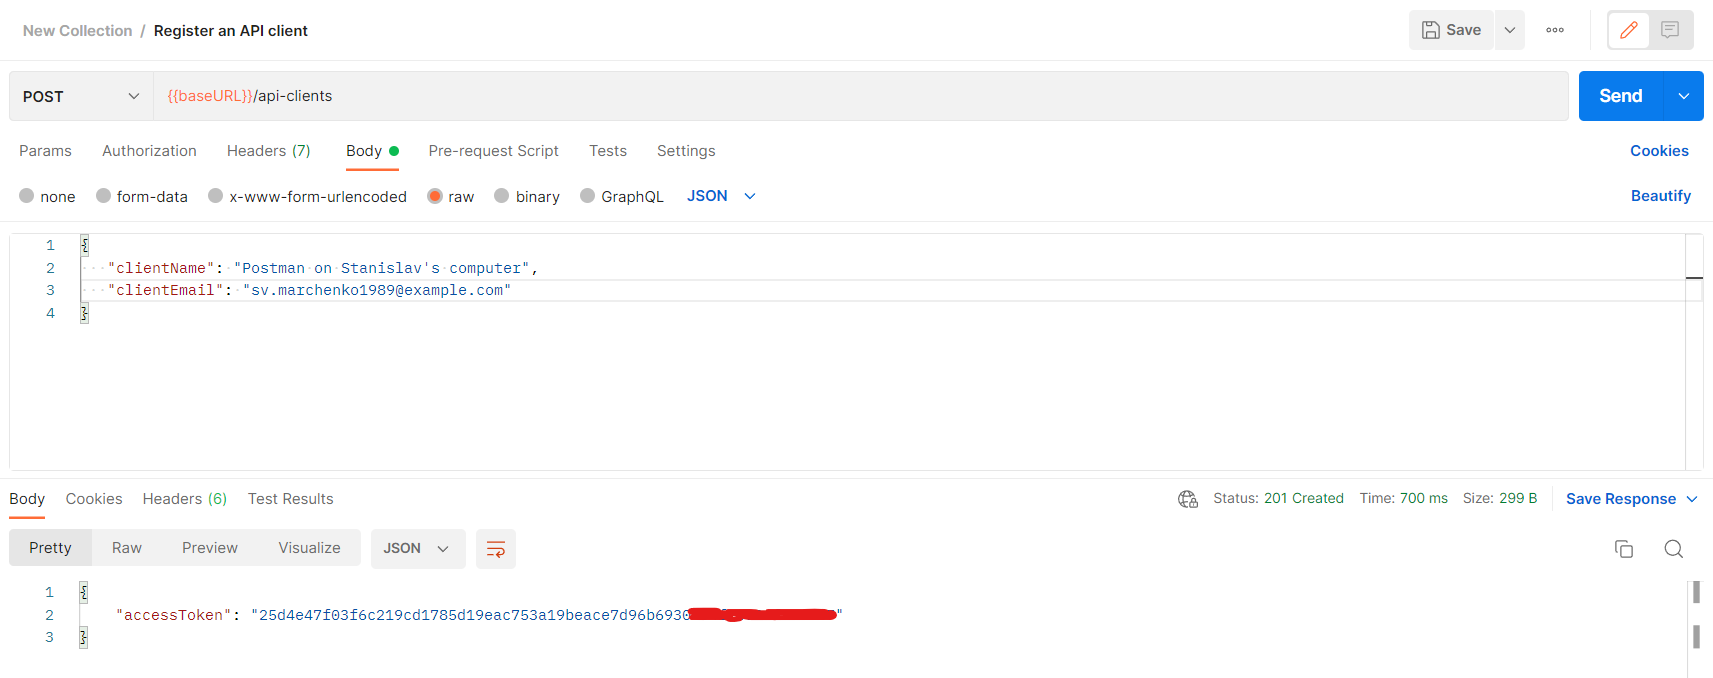 New Collection / Register an API client
Save
POST
{{baseURL}}/api-clients
Send
Params Authorization Headers (7) Body Pre-request Script Tests Settings Cookies
none form-data x-www-form-urlencoded raw binary GraphQL JSON Beautify
1 {
2 "clientName": "Postman on Stanislav's computer",
3 "clientEmail": "sv.marchenko1989@example.com"
4 }
Body Cookies Headers (6) Test Results Status: 201 Created Time: 700 ms Size: 299 B Save Response
Pretty Raw Preview Visualize JSON
1 {
2 "accessToken": "25d4e47f03f6c219cd1785d19eac753a19beace7d96b6930"
3 }